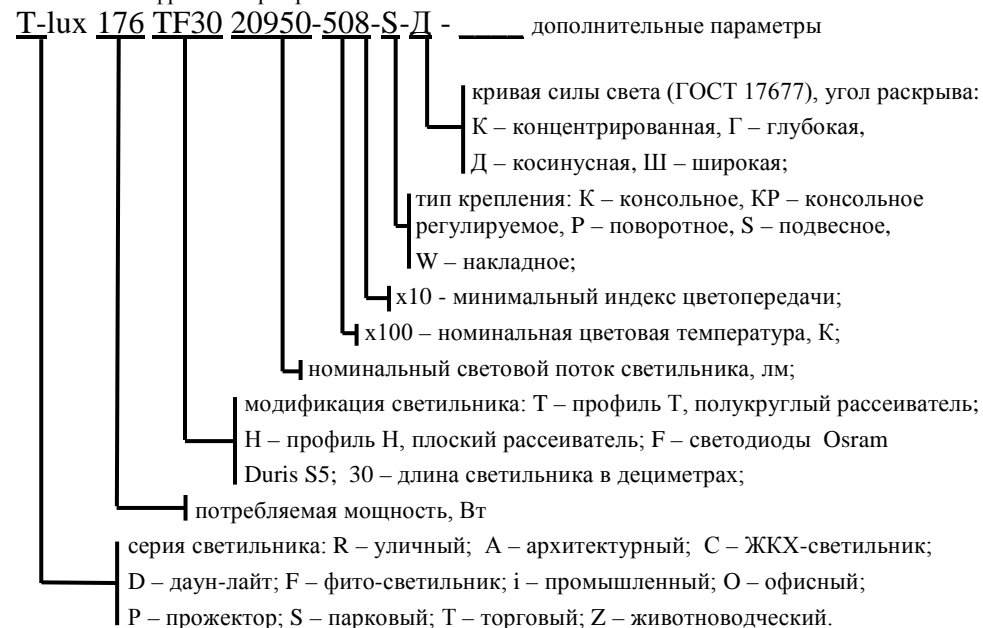 T-lux 176 TF30 20950-508-S-Д - _____ дополнительные параметры
кривая силы света (ГОСТ 17677), угол раскрыва:
К – концентрированная, Г – глубокая,
Д – косинусная, Ш – широкая;
тип крепления: К – консольное, КР – консольное
регулируемое, Р – поворотное, S – подвесное,
W – накладное;
х10 - минимальный индекс цветопередачи;
х100 – номинальная цветовая температура, К;
номинальный световой поток светильника, лм;
модификация светильника: Т – профиль Т, полукруглый рассеиватель;
Н – профиль Н, плоский рассеиватель; F – светодиоды Osram
Duris S5; 30 – длина светильника в дециметрах;
потребляемая мощность, Вт
серия светильника: R – уличный; А – архитектурный; С – ЖКХ-светильник;
D – даун-лайт; F – фито-светильник; i – промышленный; О – офисный;
Р – прожектор; S – парковый; Т – торговый; Z – животноводческий.